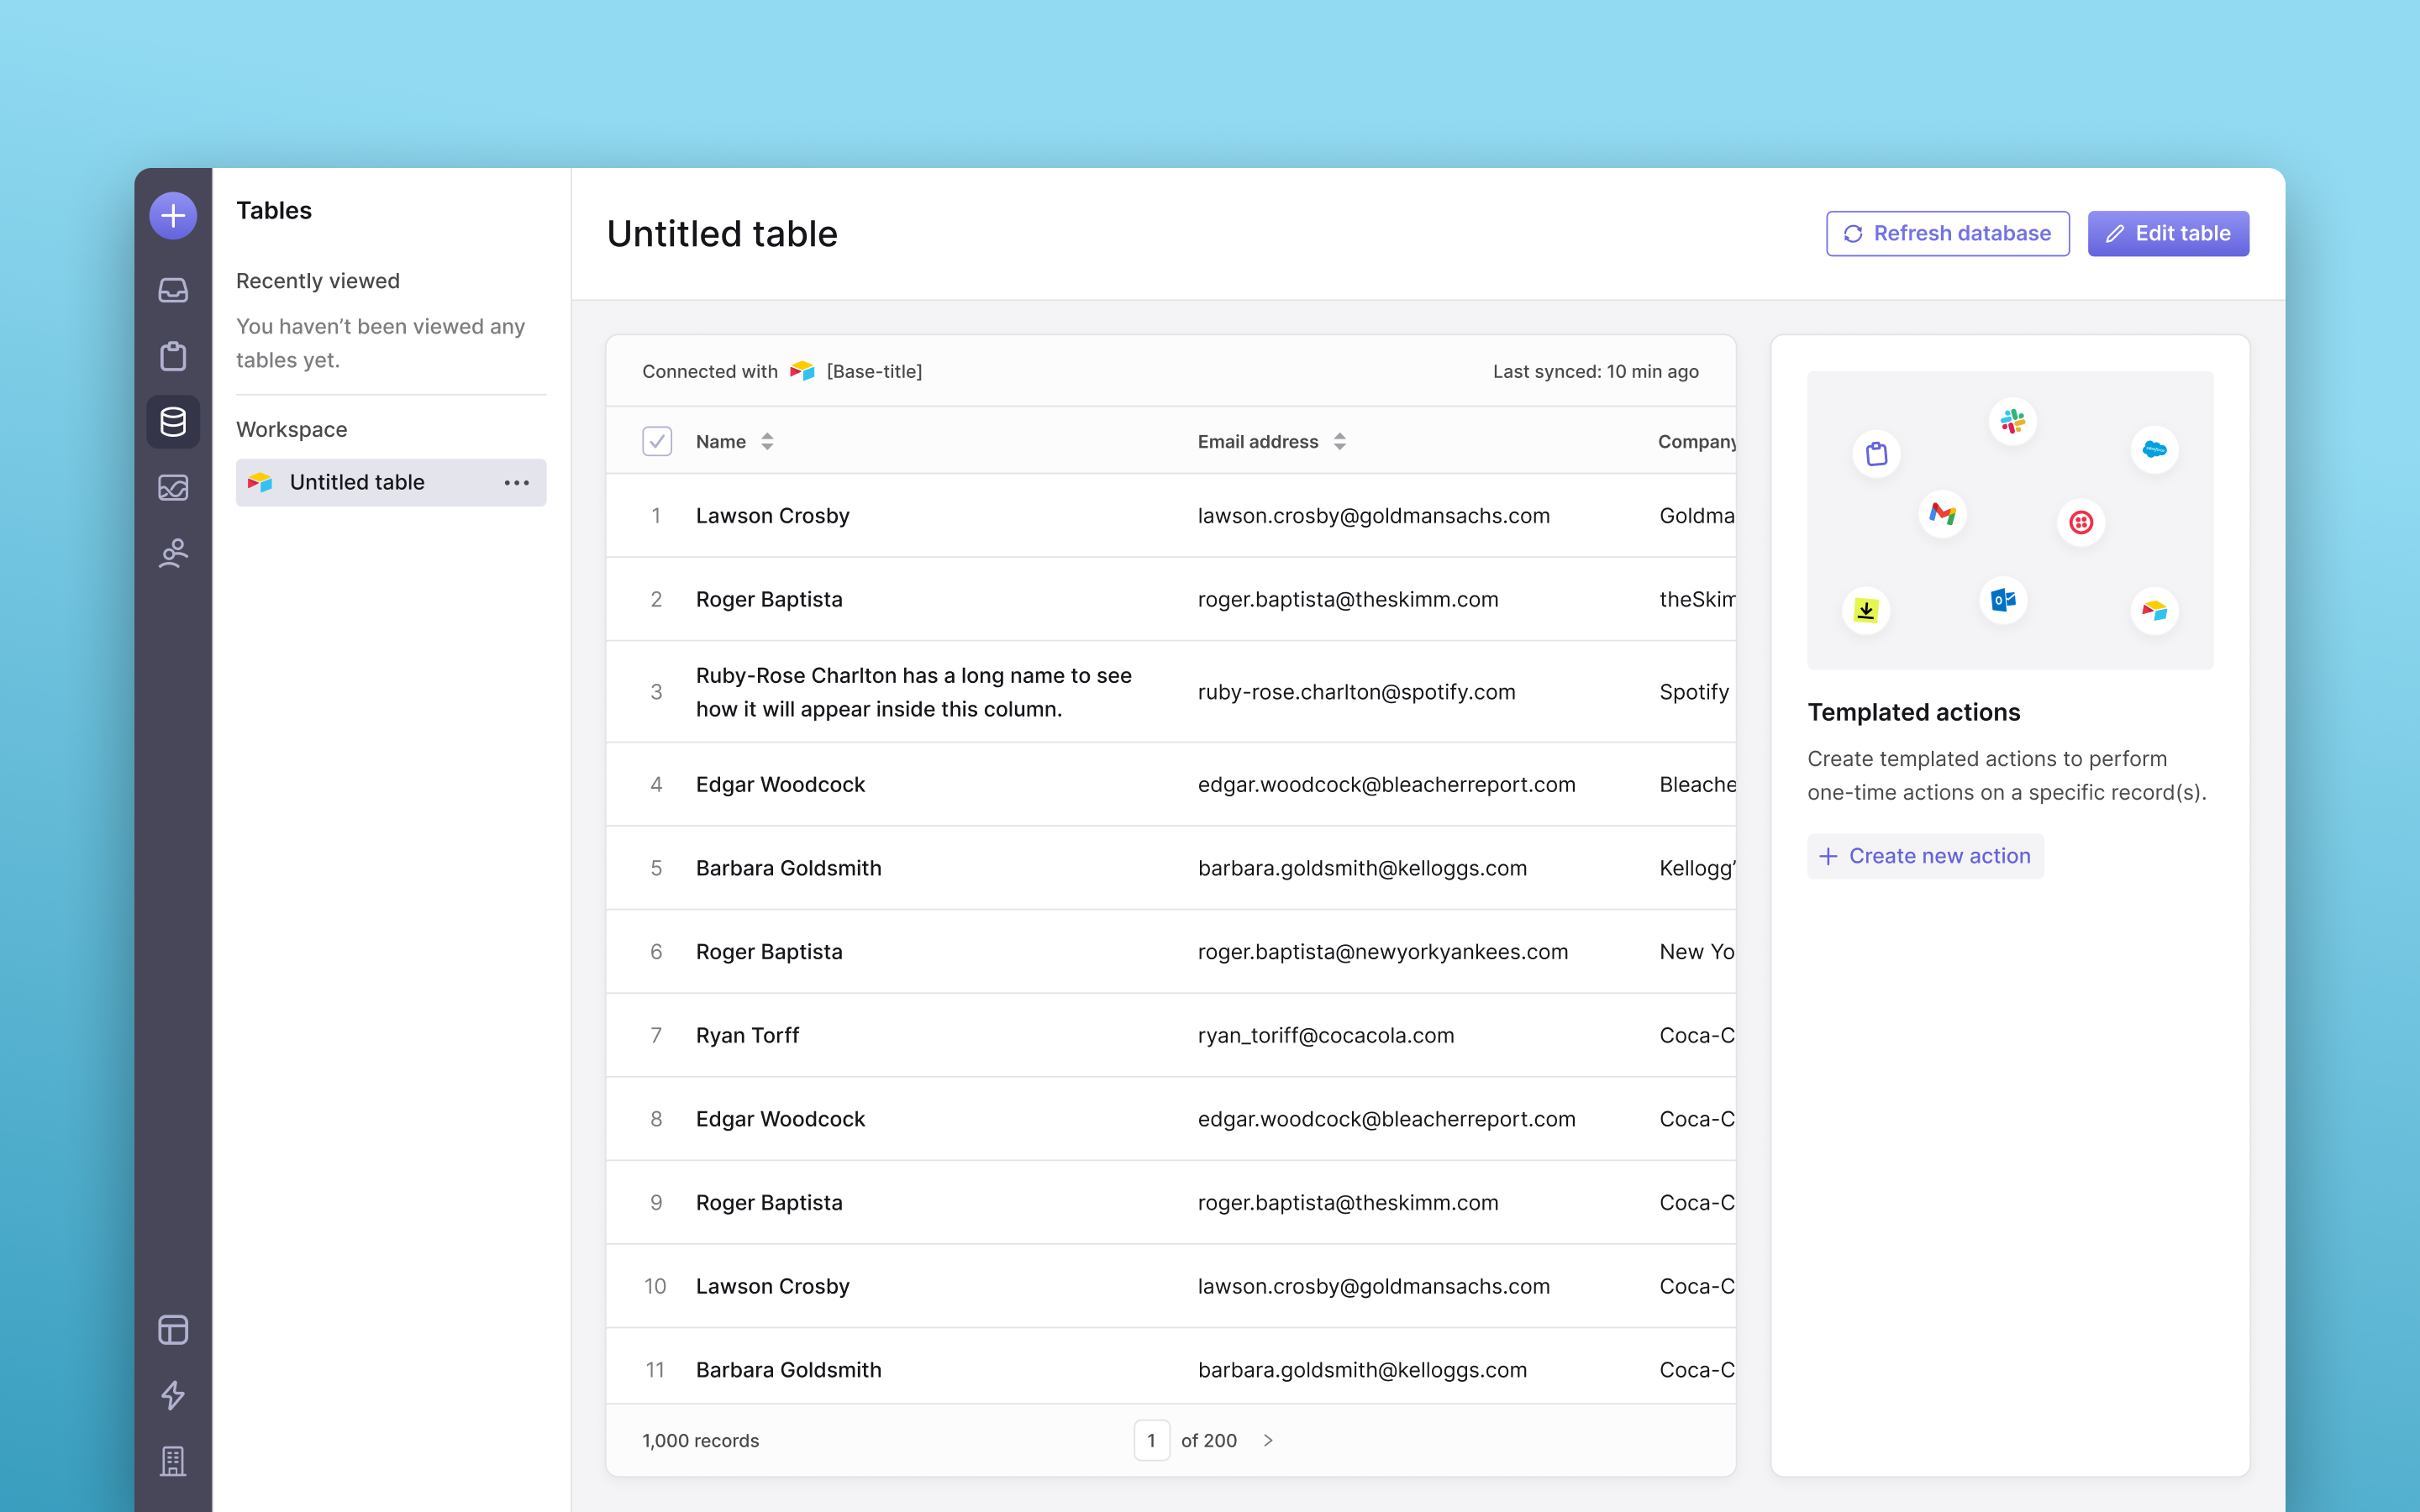 Tables
Recently viewed
You haven’t been viewed any
tables yet.
Workspace
Untitled table
Untitled table
Refresh database
Edit table
Connected with [Base-title]
Last synced: 10 min ago
Name Email address Company
1 Lawson Crosby lawson.crosby@goldmansachs.com Goldma
2 Roger Baptista roger.baptista@theskimm.com theSkim
3 Ruby-Rose Charlton has a long name to see
how it will appear inside this column. ruby-rose.charlton@spotify.com Spotify
4 Edgar Woodcock edgar.woodcock@bleacherreport.com Bleache
5 Barbara Goldsmith barbara.goldsmith@kelloggs.com Kellogg’
6 Roger Baptista roger.baptista@newyorkyankees.com New Yo
7 Ryan Torff ryan_toriff@cocacola.com Coca-C
8 Edgar Woodcock edgar.woodcock@bleacherreport.com Coca-C
9 Roger Baptista roger.baptista@theskimm.com Coca-C
10 Lawson Crosby lawson.crosby@goldmansachs.com Coca-C
11 Barbara Goldsmith barbara.goldsmith@kelloggs.com Coca-C
1,000 records
1 of 200
Templated actions
Create templated actions to perform
one-time actions on a specific record(s).
Create new action